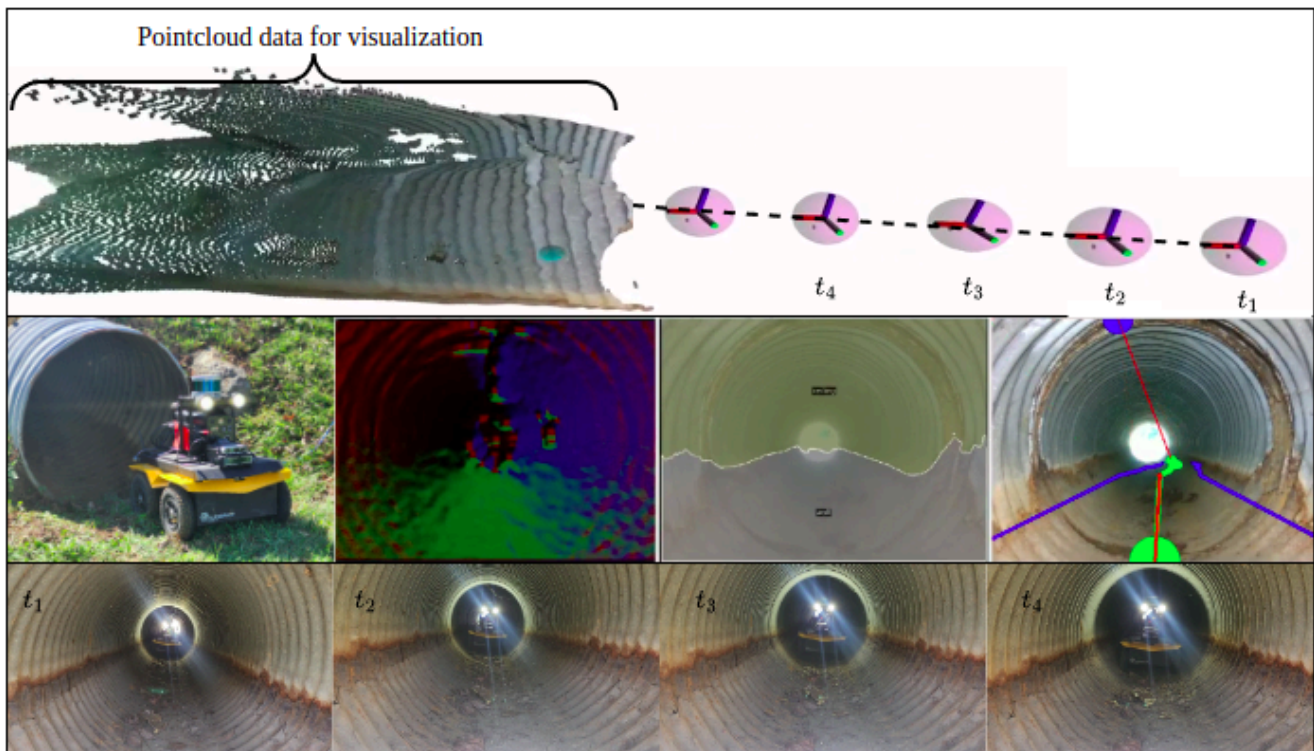 Pointcloud data for visualization
t₄ t₃ t₂ t₁
t₁ t₂ t₃ t₄